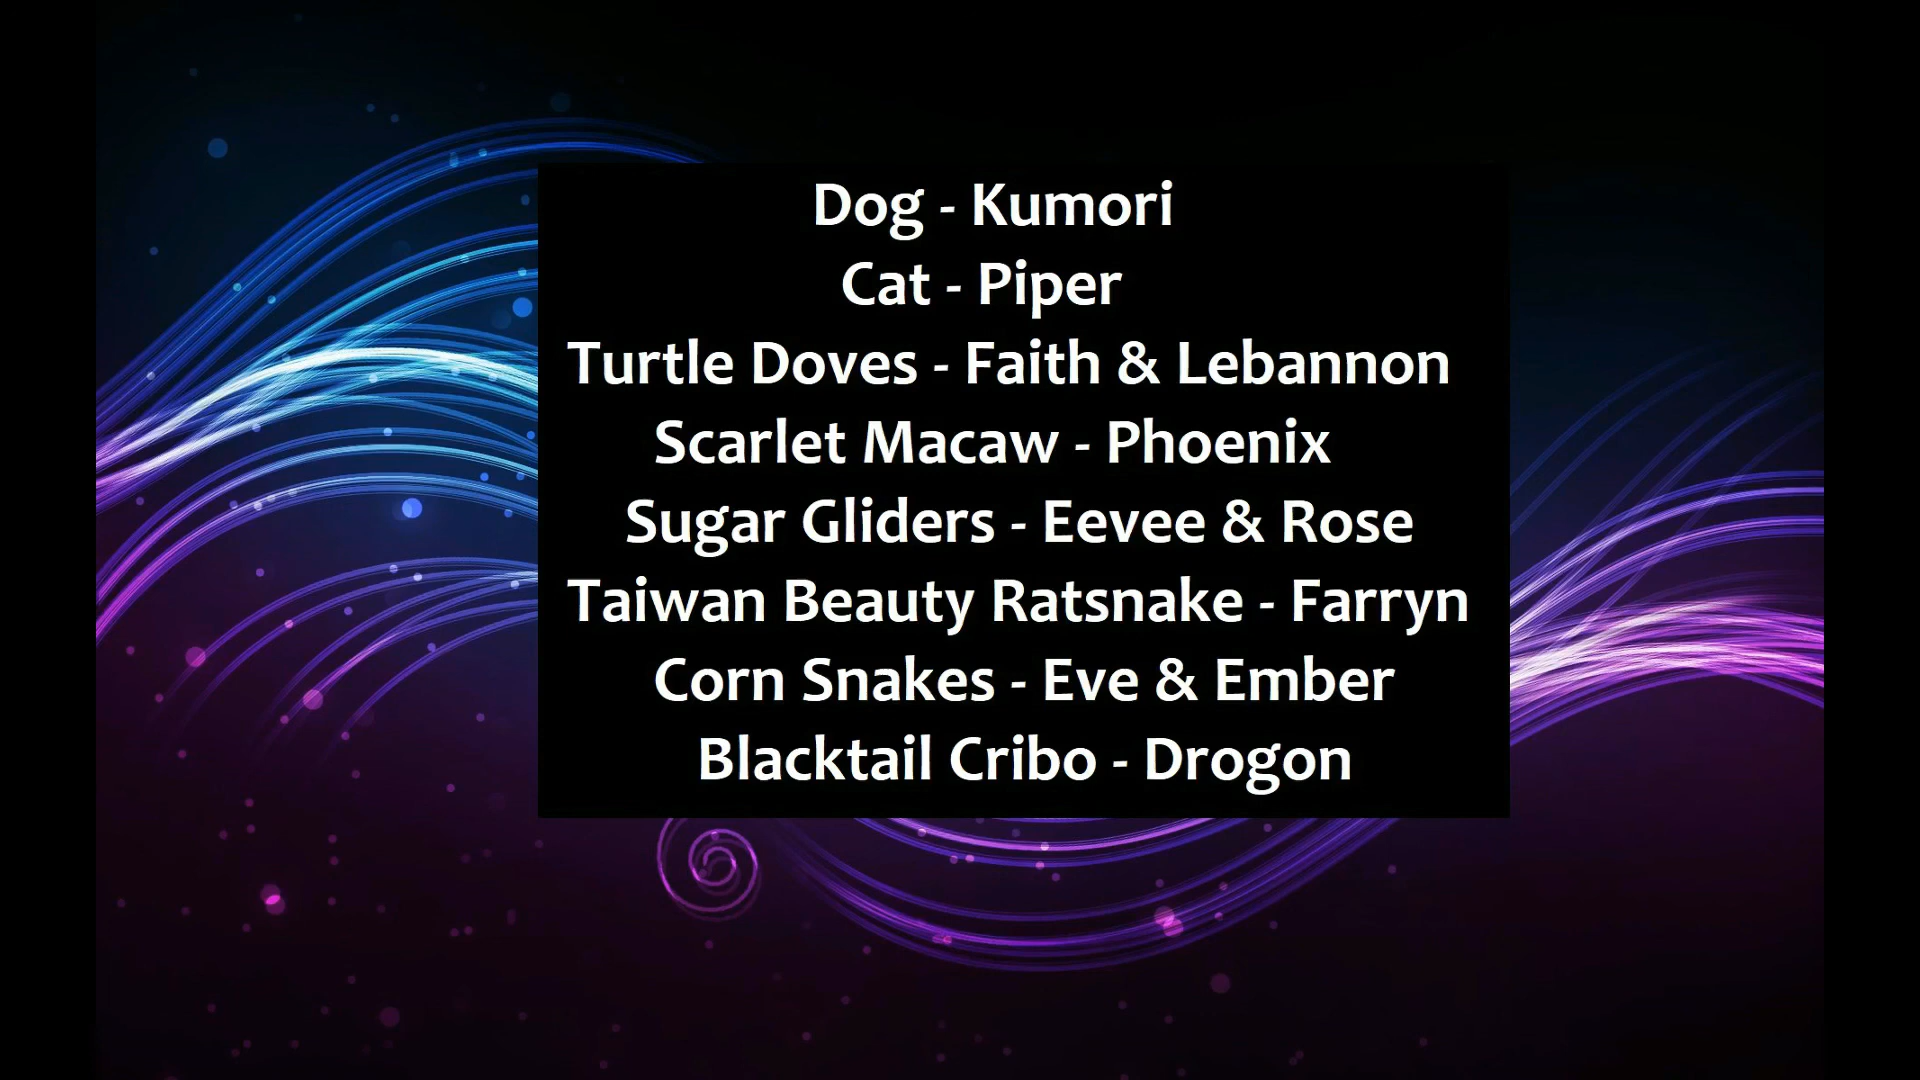 Dog - Kumori
Cat - Piper
Turtle Doves - Faith & Lebannon
Scarlet Macaw - Phoenix
Sugar Gliders - Eevee & Rose
Taiwan Beauty Ratsnake - Farryn
Corn Snakes - Eve & Ember
Blacktail Cribo - Drogon